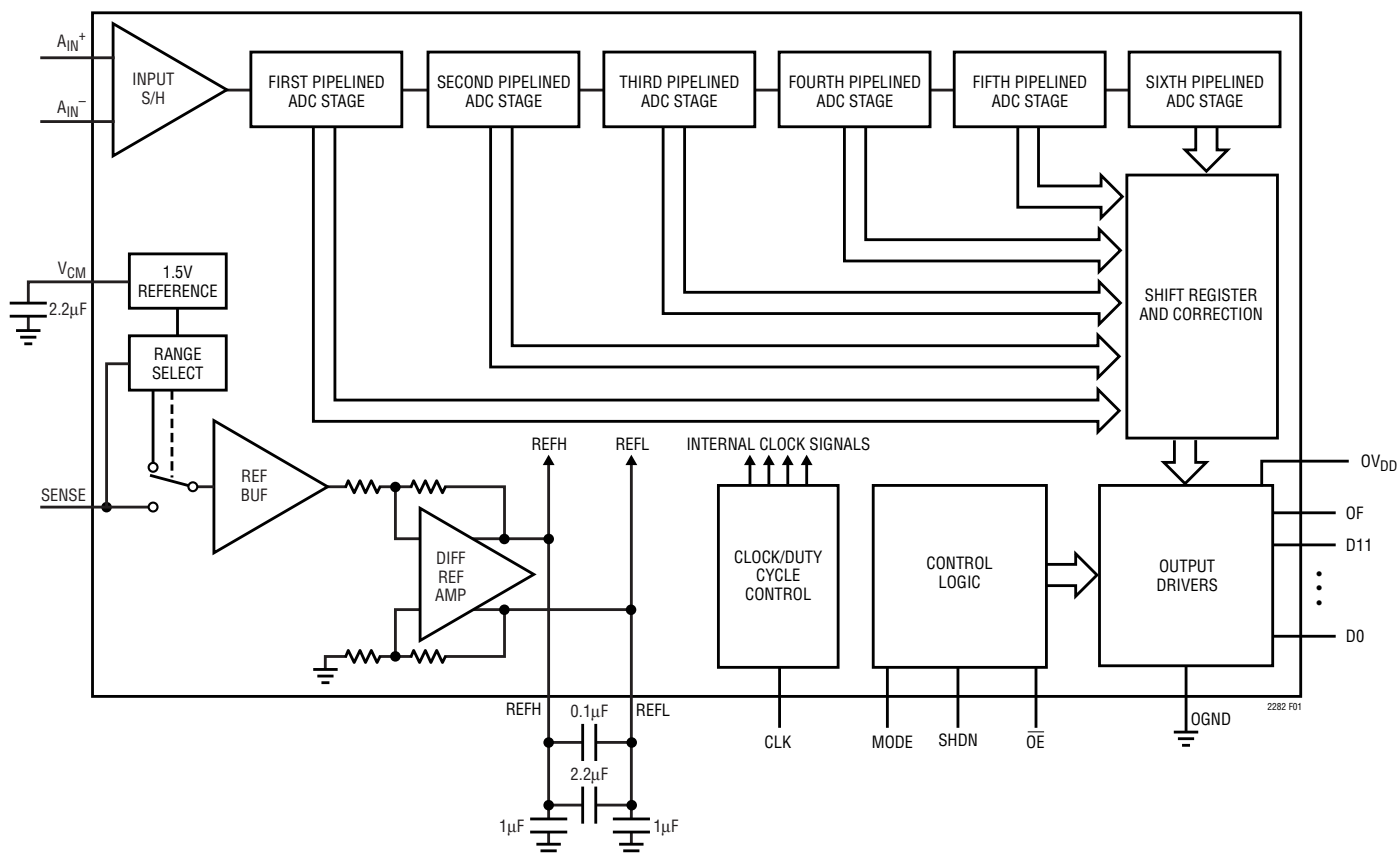 AIN+
INPUT
S/H
AIN−
FIRST PIPELINED
ADC STAGE
SECOND PIPELINED
ADC STAGE
THIRD PIPELINED
ADC STAGE
FOURTH PIPELINED
ADC STAGE
FIFTH PIPELINED
ADC STAGE
SIXTH PIPELINED
ADC STAGE
VCM
2.2µF
1.5V
REFERENCE
RANGE
SELECT
SHIFT REGISTER
AND CORRECTION
SENSE
REF
BUF
DIFF
REF
AMP
REFH
REFL
INTERNAL CLOCK SIGNALS
CLOCK/DUTY
CYCLE
CONTROL
CONTROL
LOGIC
OUTPUT
DRIVERS
OVDD
OF
D11
D0
REFH
0.1µF
REFL
2.2µF
1µF
1µF
CLK
MODE
SHDN
OE
OGND
2282 F01